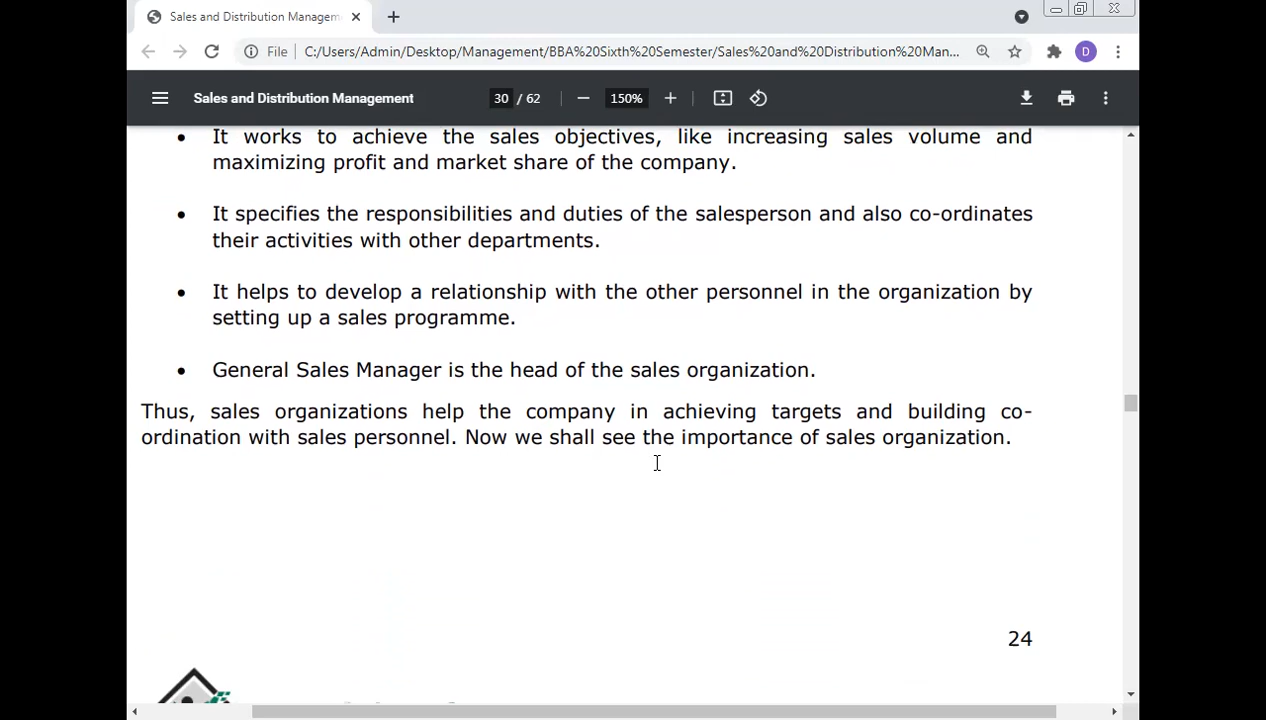 Sales and Distribution Managem
File
C:/Users/Admin/Desktop/Management/BBA%20Sixth%20Semester/Sales%20and%20Distribution%20Man...
D
Sales and Distribution Management
30 / 62
150%
• It works to achieve the sales objectives, like increasing sales volume and
maximizing profit and market share of the company.
• It specifies the responsibilities and duties of the salesperson and also co-ordinates
their activities with other departments.
• It helps to develop a relationship with the other personnel in the organization by
setting up a sales programme.
• General Sales Manager is the head of the sales organization.
Thus, sales organizations help the company in achieving targets and building co-
ordination with sales personnel. Now we shall see the importance of sales organization.
24